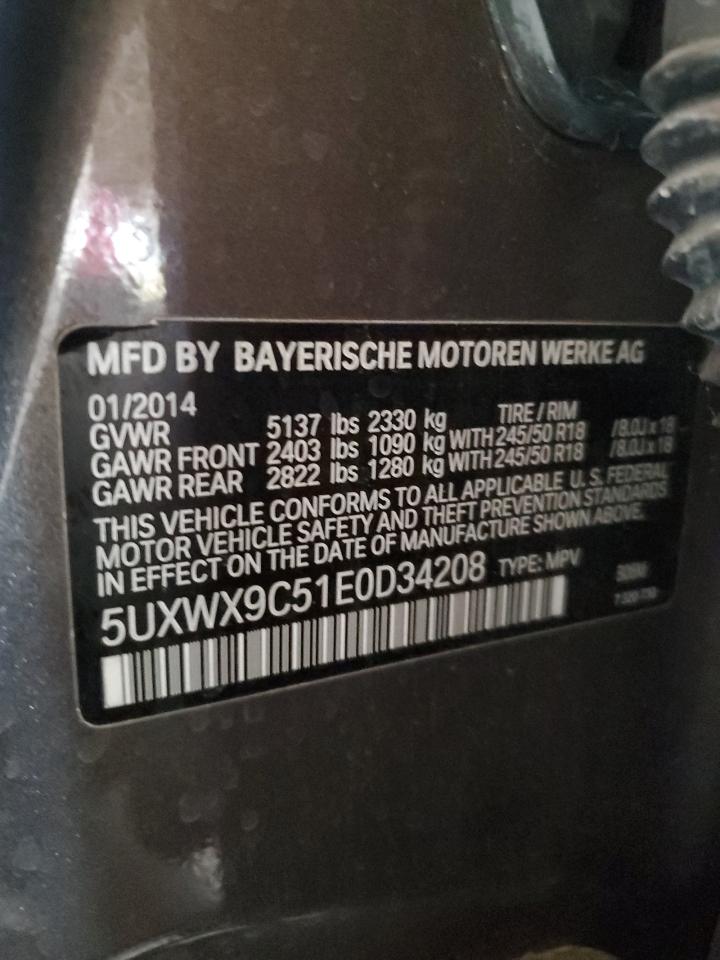 MFD BY BAYERISCHE MOTOREN WERKE AG
01/2014 TIRE / RIM
GVWR 5137 lbs 2330 kg
GAWR FRONT 2403 lbs 1090 kg WITH 245/50 R18 /8.0J x 18
GAWR REAR 2822 lbs 1280 kg WITH 245/50 R18 /8.0J x 18
THIS VEHICLE CONFORMS TO ALL APPLICABLE U. S. FEDERAL
MOTOR VEHICLE SAFETY AND THEFT PREVENTION STANDARDS
IN EFFECT ON THE DATE OF MANUFACTURE SHOWN ABOVE.
5UXWX9C51E0D34208 TYPE: MPV